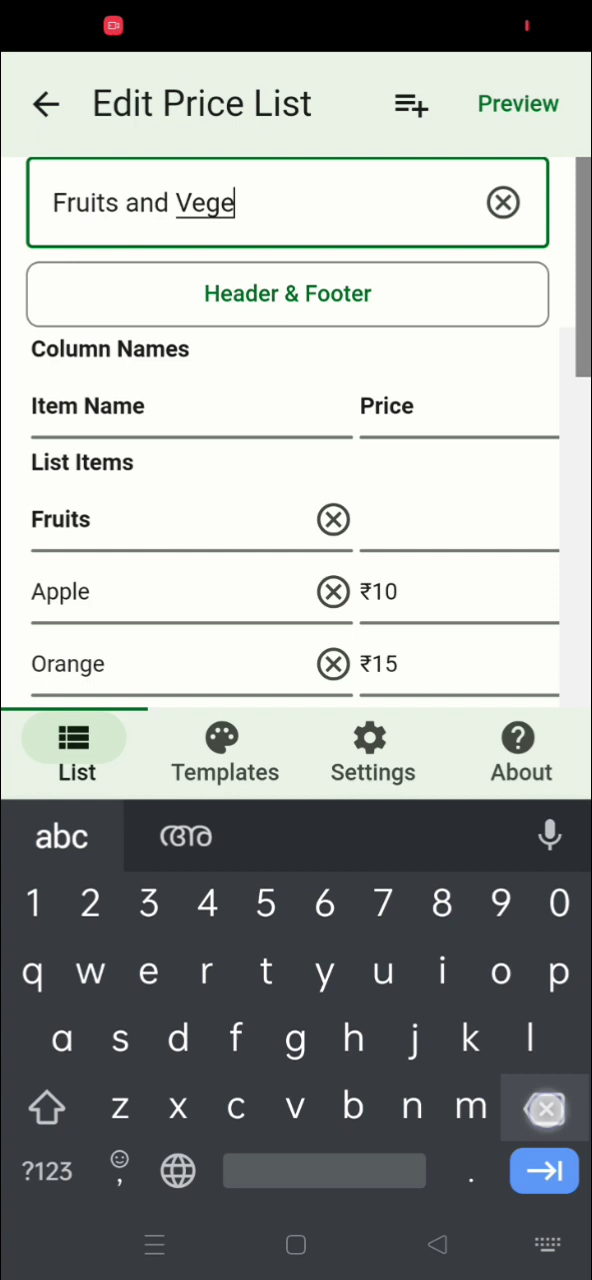 Edit Price List Preview
Fruits and Vege
Header & Footer
Column Names
Item Name Price
List Items
Fruits
Apple ₹10
Orange ₹15
List Templates Settings About
abc അ
1 2 3 4 5 6 7 8 9 0
q w e r t y u i o p
a s d f g h j k l
z x c v b n m
?123 , .